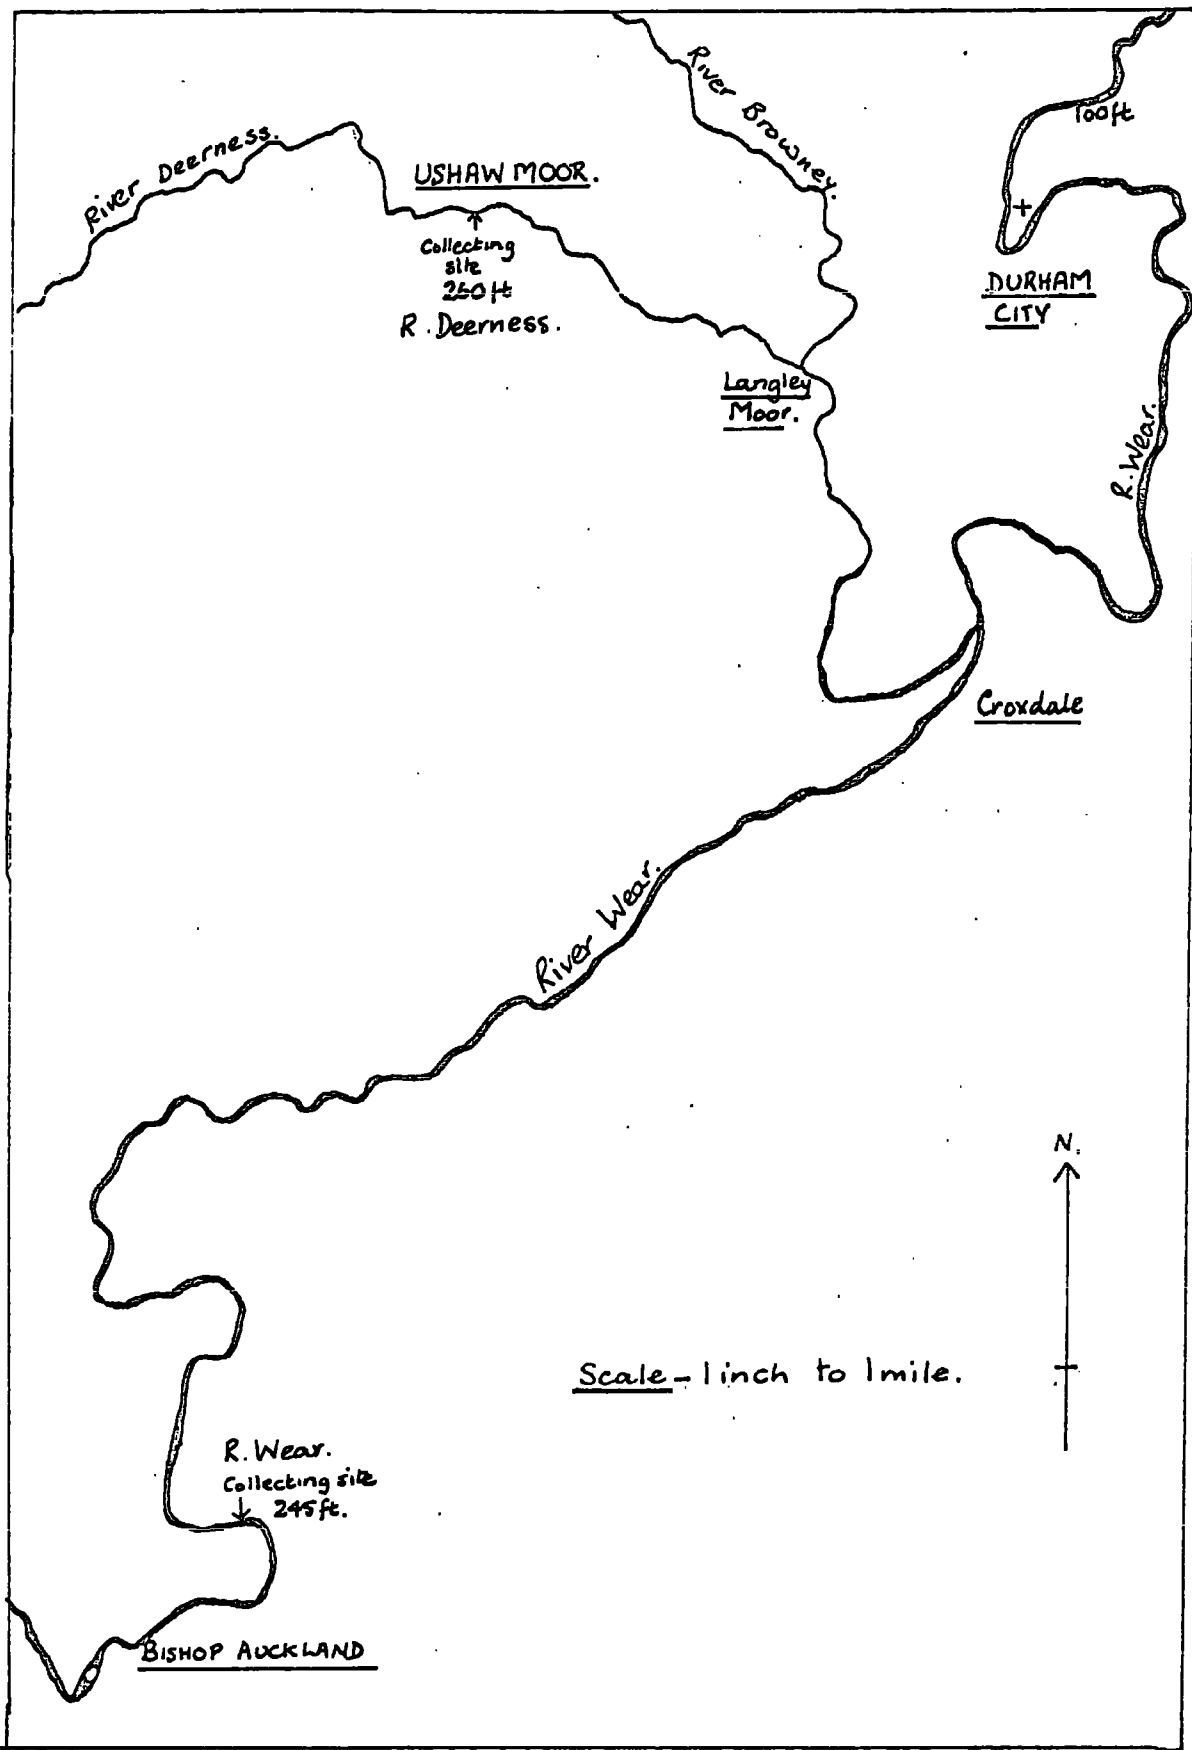 River Browney.
100ft
River Deerness.
USHAW MOOR.
Collecting
site
250 ft
R. Deerness.
DURHAM
CITY
Langley
Moor.
R. Wear.
Croxdale
River Wear.
N.
Scale - 1 inch to 1 mile.
R. Wear.
Collecting site
245 ft.
BISHOP AUCKLAND